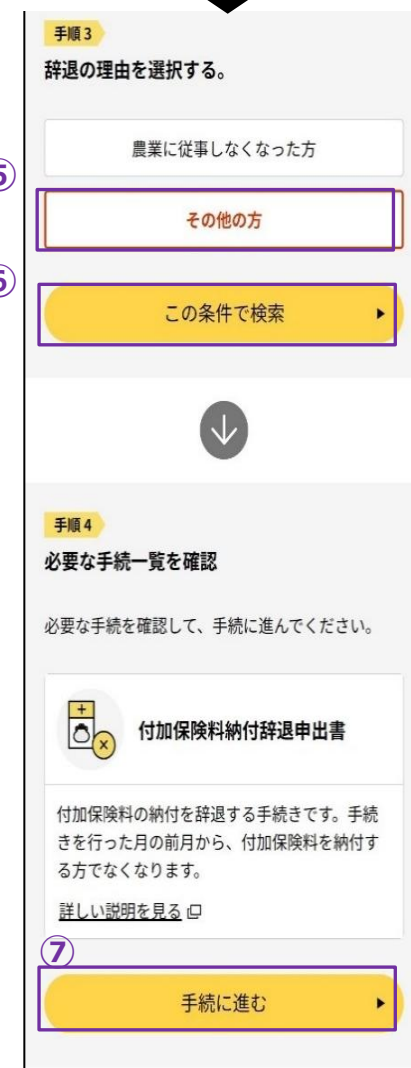 手順3
辞退の理由を選択する。
農業に従事しなくなった方
⑤
その他の方
⑥
この条件で検索
手順4
必要な手続一覧を確認
必要な手続を確認して、手続に進んでください。
付加保険料納付辞退申出書
付加保険料の納付を辞退する手続きです。手続
きを行った月の前月から、付加保険料を納付す
る方でなくなります。
詳しい説明を見る
⑦
手続に進む